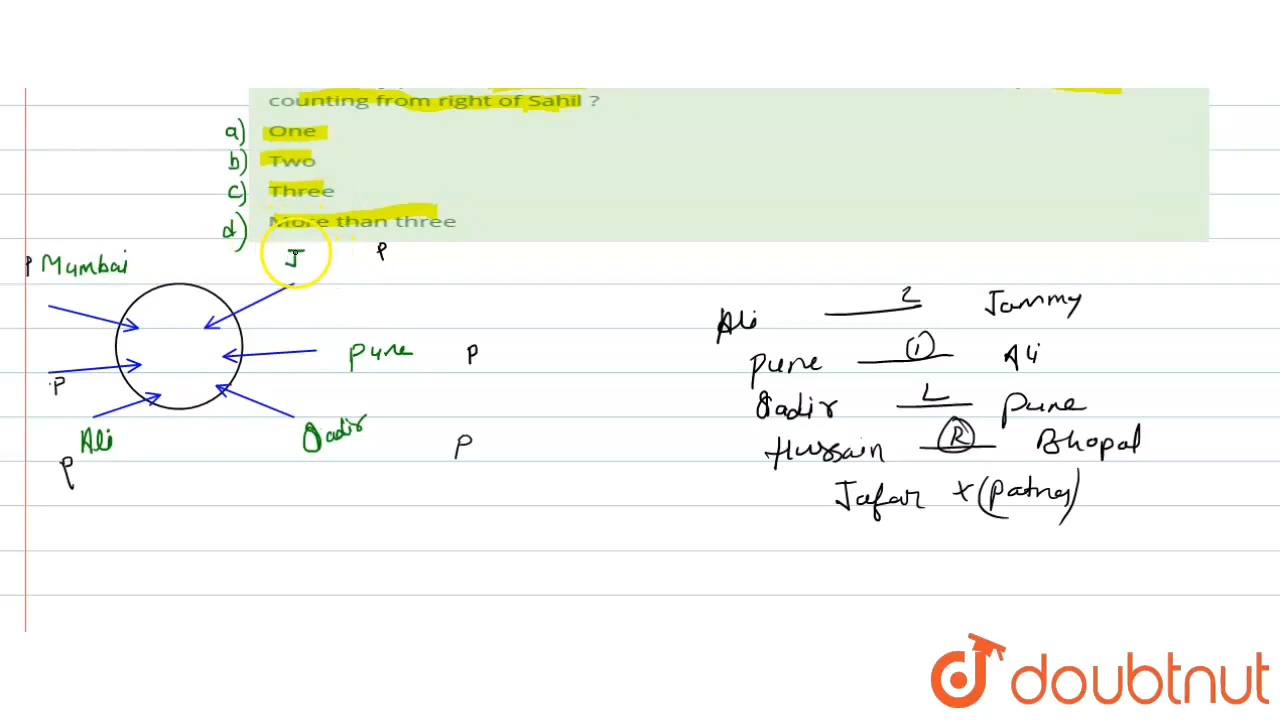 counting from right of Sahil ?
a) One
b) Two
c) Three
d) More than three
P Mumbai
J P
Pune P
P
Ali
Qadir P
P
Ali 2 Jammy
Pune 1 Ali
Qadir L Pune
Hussain R Bhopal
Jafar x (Patna)
doubtnut